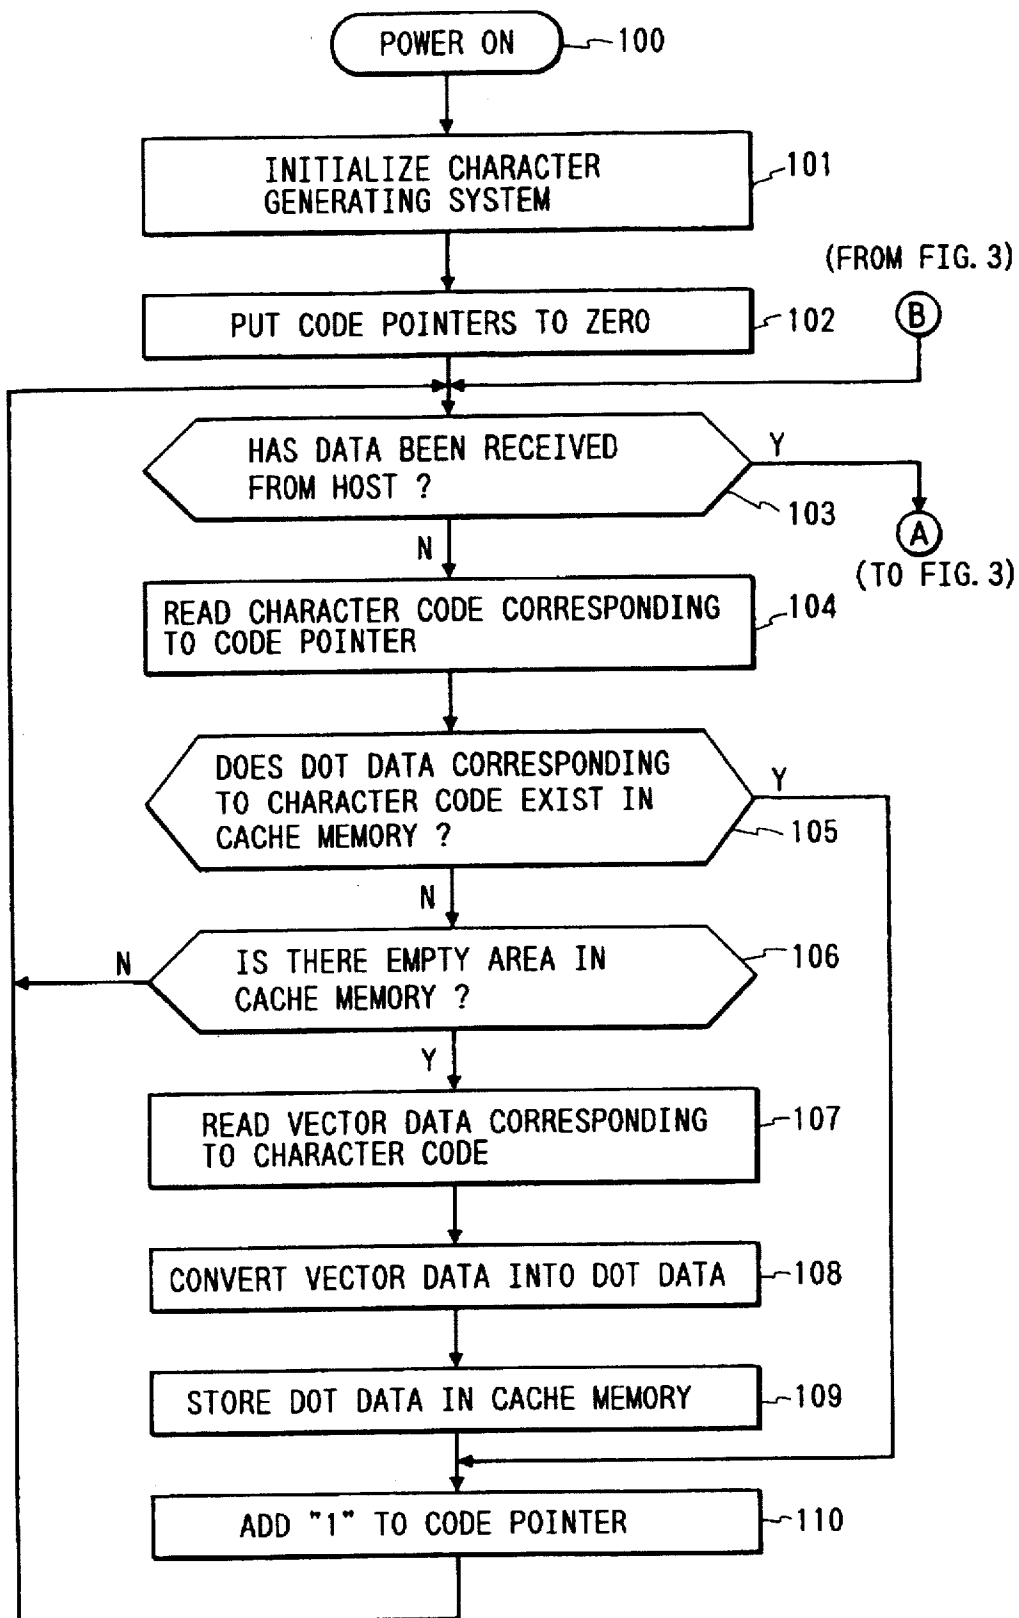 POWER ON
100
INITIALIZE CHARACTER
GENERATING SYSTEM
101
(FROM FIG. 3)
B
PUT CODE POINTERS TO ZERO
102
HAS DATA BEEN RECEIVED
FROM HOST ?
Y
103
A
(TO FIG. 3)
N
READ CHARACTER CODE CORRESPONDING
TO CODE POINTER
104
DOES DOT DATA CORRESPONDING
TO CHARACTER CODE EXIST IN
CACHE MEMORY ?
Y
105
N
IS THERE EMPTY AREA IN
CACHE MEMORY ?
N
106
Y
READ VECTOR DATA CORRESPONDING
TO CHARACTER CODE
107
CONVERT VECTOR DATA INTO DOT DATA
108
STORE DOT DATA IN CACHE MEMORY
109
ADD "1" TO CODE POINTER
110